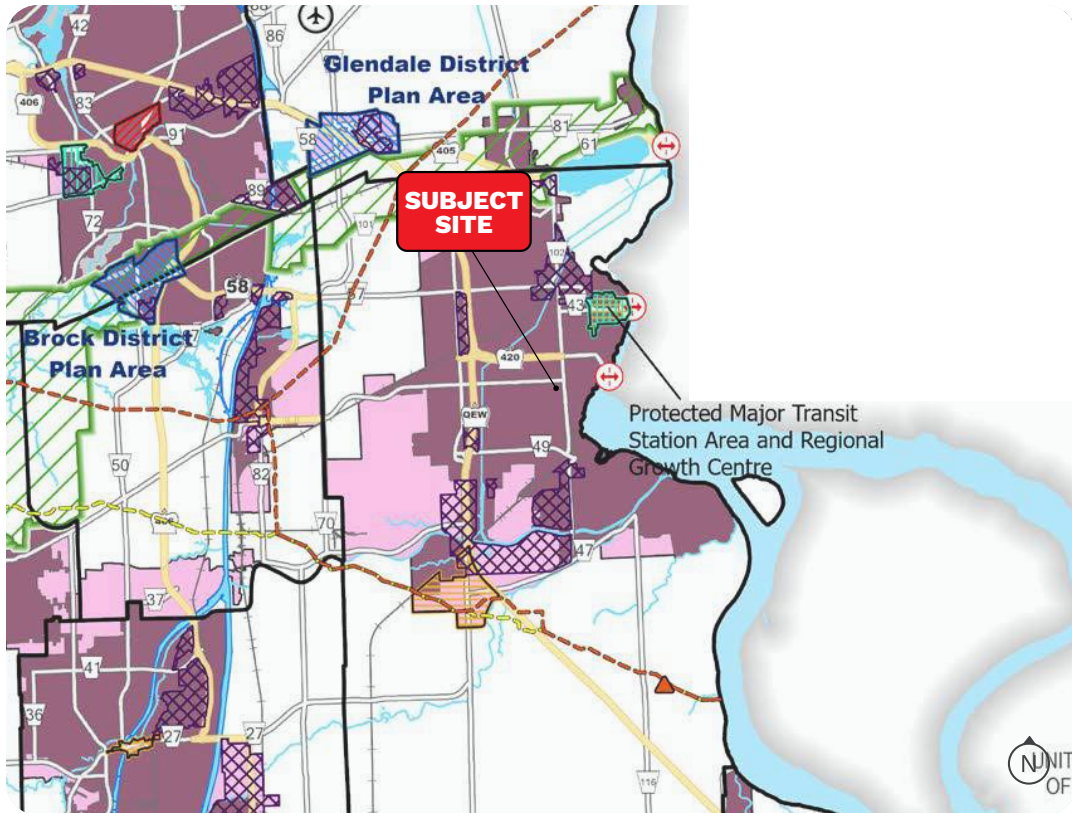 42
86
Glendale District
Plan Area
406
83
91
58
81
61
405
89
SUBJECT
SITE
72
101
102
58
57
43
Brock District
Plan Area
420
Protected Major Transit
Station Area and Regional
Growth Centre
QEW
49
50
82
70
47
37
41
36
27
27
116
N
UNIT
OF